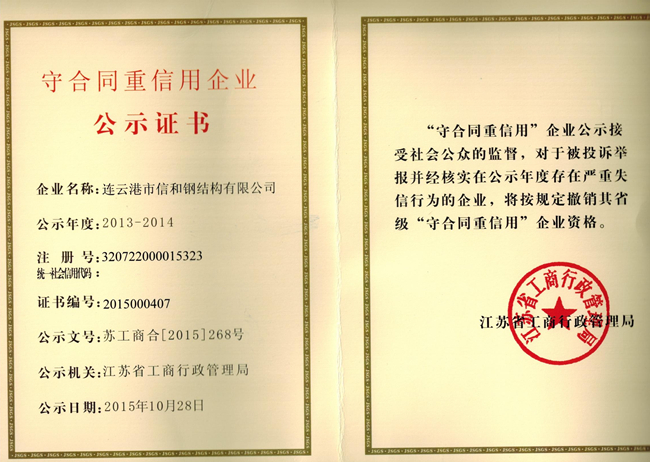 守合同重信用企业
公示证书
企业名称:连云港市信和钢结构有限公司
公示年度:2013-2014
注 册 号:320722000015323
统一社会信用代码:
证书编号:2015000407
公示文号:苏工商合[2015]268号
公示机关:江苏省工商行政管理局
公示日期:2015年10月28日
“守合同重信用”企业公示接
受社会公众的监督,对于被投诉举
报并经核实在公示年度存在严重失
信行为的企业,将按规定撤销其省
级“守合同重信用”企业资格。
江苏省工商行政管理局
江苏省工商行政管理局